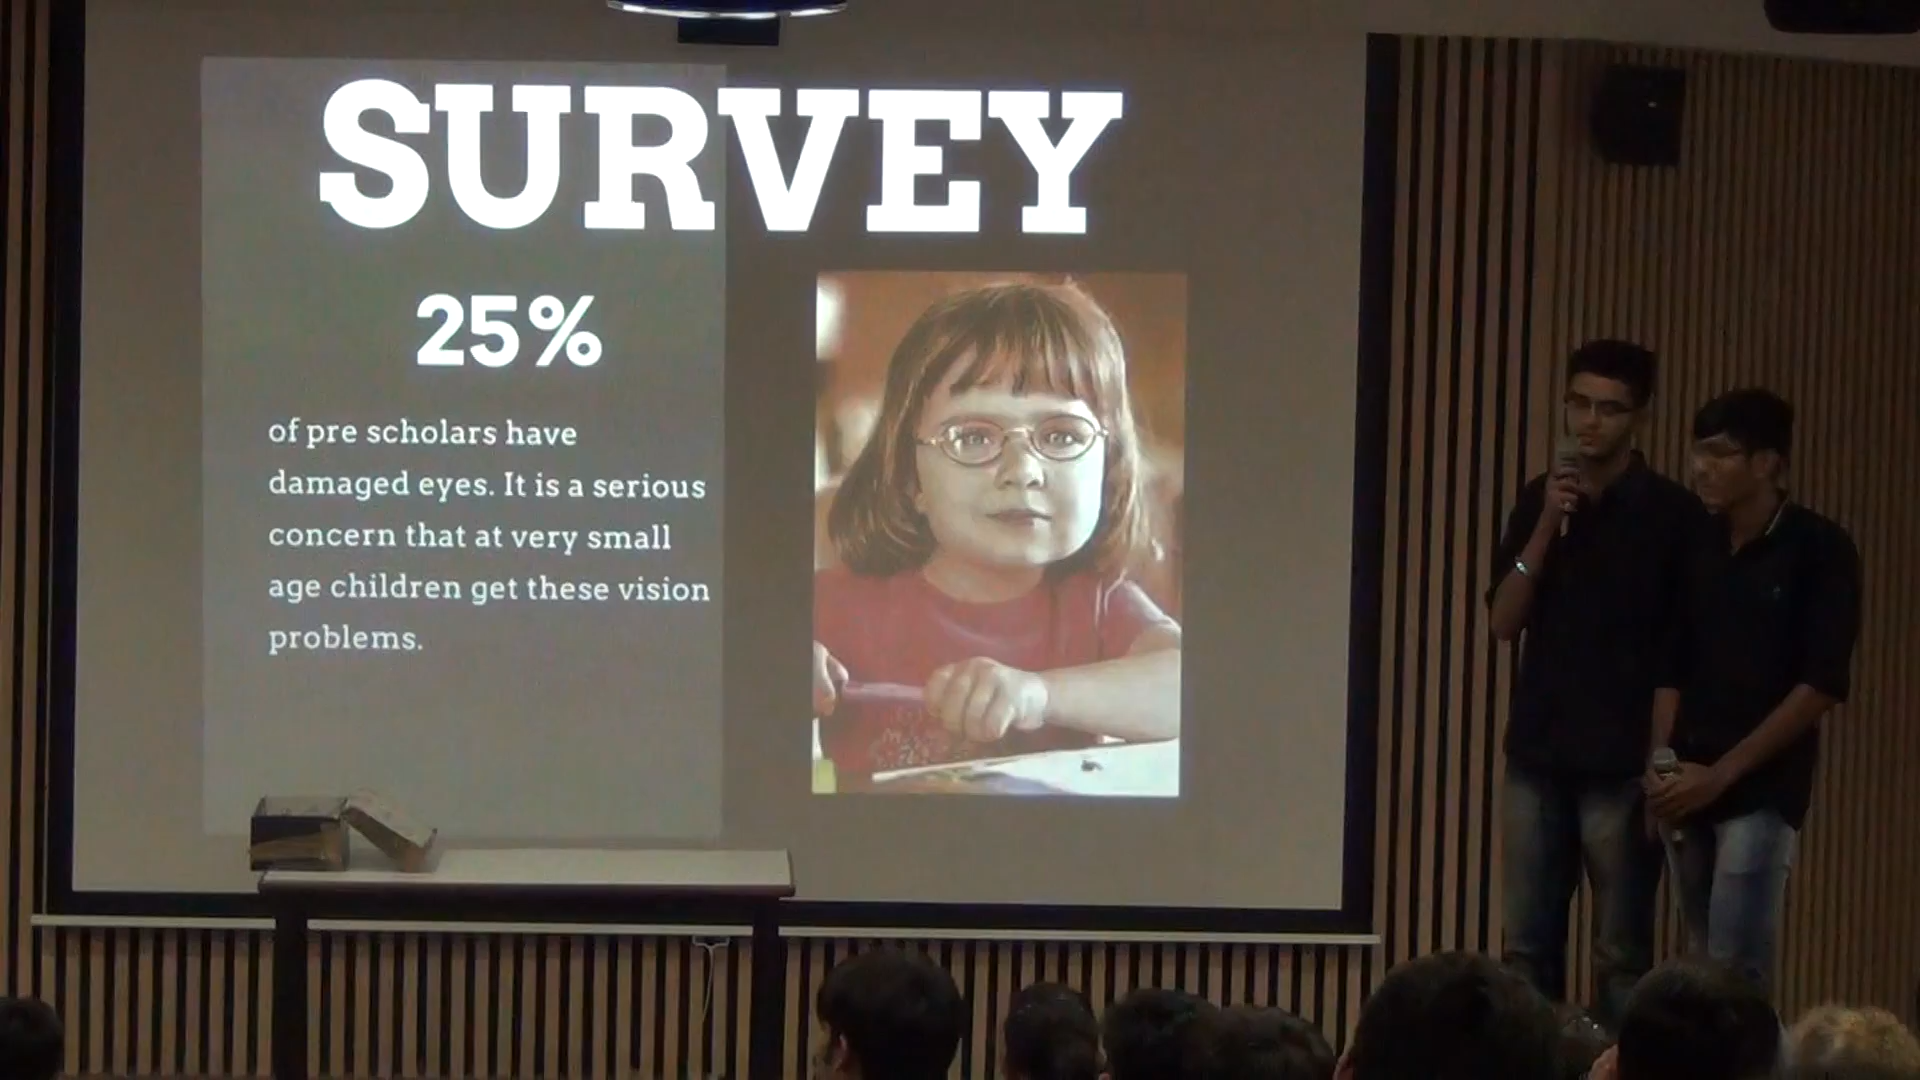 SURVEY
25%
of pre scholars have
damaged eyes. It is a serious
concern that at very small
age children get these vision
problems.